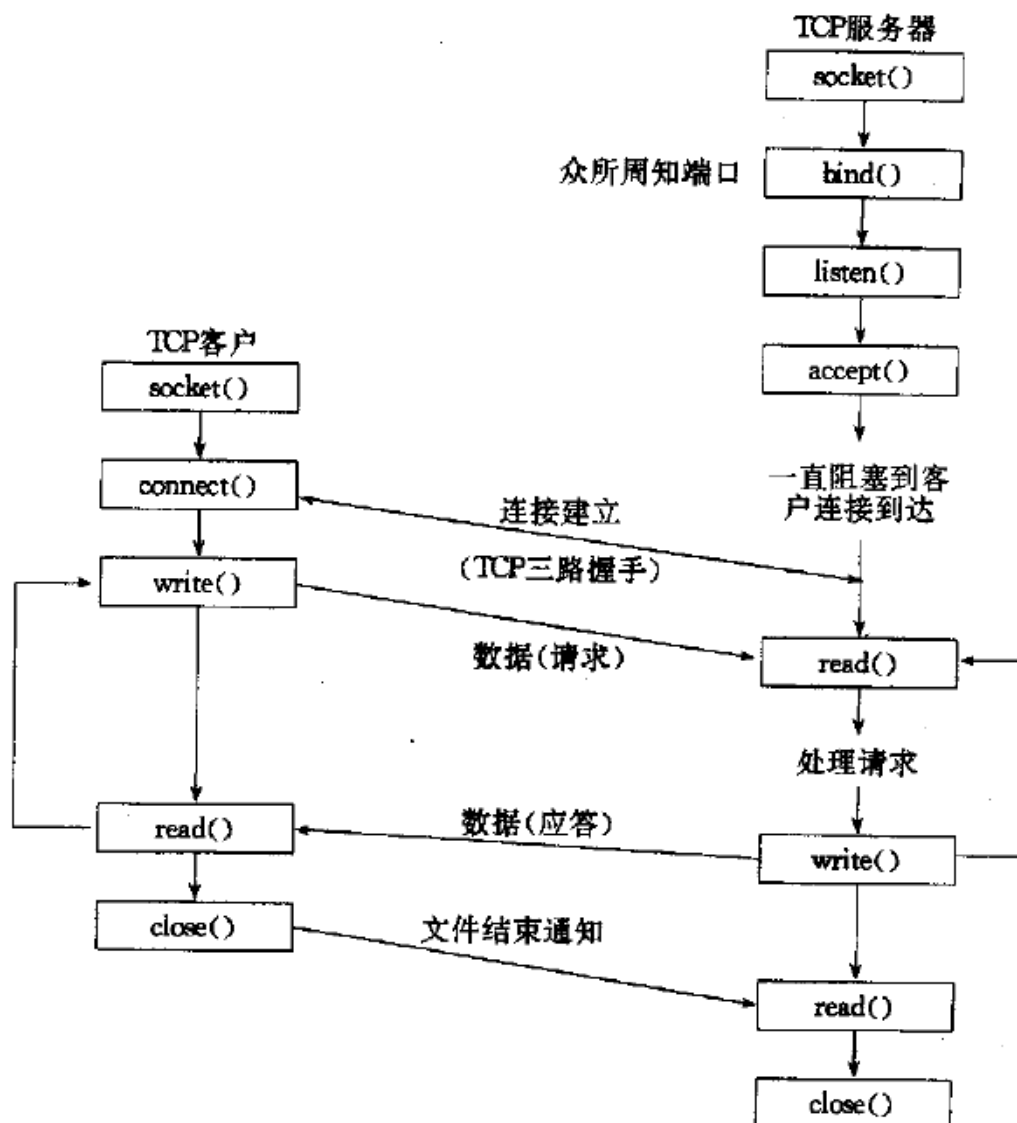 TCP服务器
socket()
众所周知端口
bind()
listen()
accept()
一直阻塞到客
户连接到达
TCP客户
socket()
connect()
连接建立
(TCP三路握手)
write()
数据(请求)
read()
处理请求
read()
数据(应答)
write()
close()
文件结束通知
read()
close()